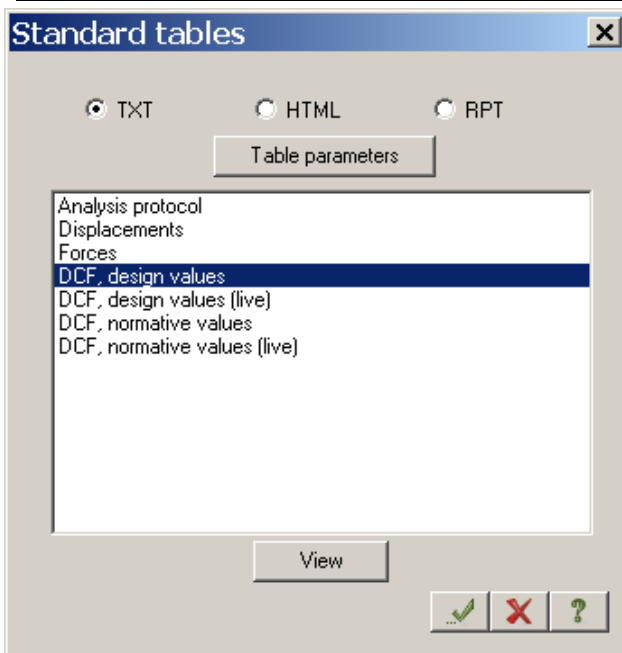 Standard tables
TXT HTML RPT
Table parameters
Analysis protocol
Displacements
Forces
DCF, design values
DCF, design values (live)
DCF, normative values
DCF, normative values (live)
View
?